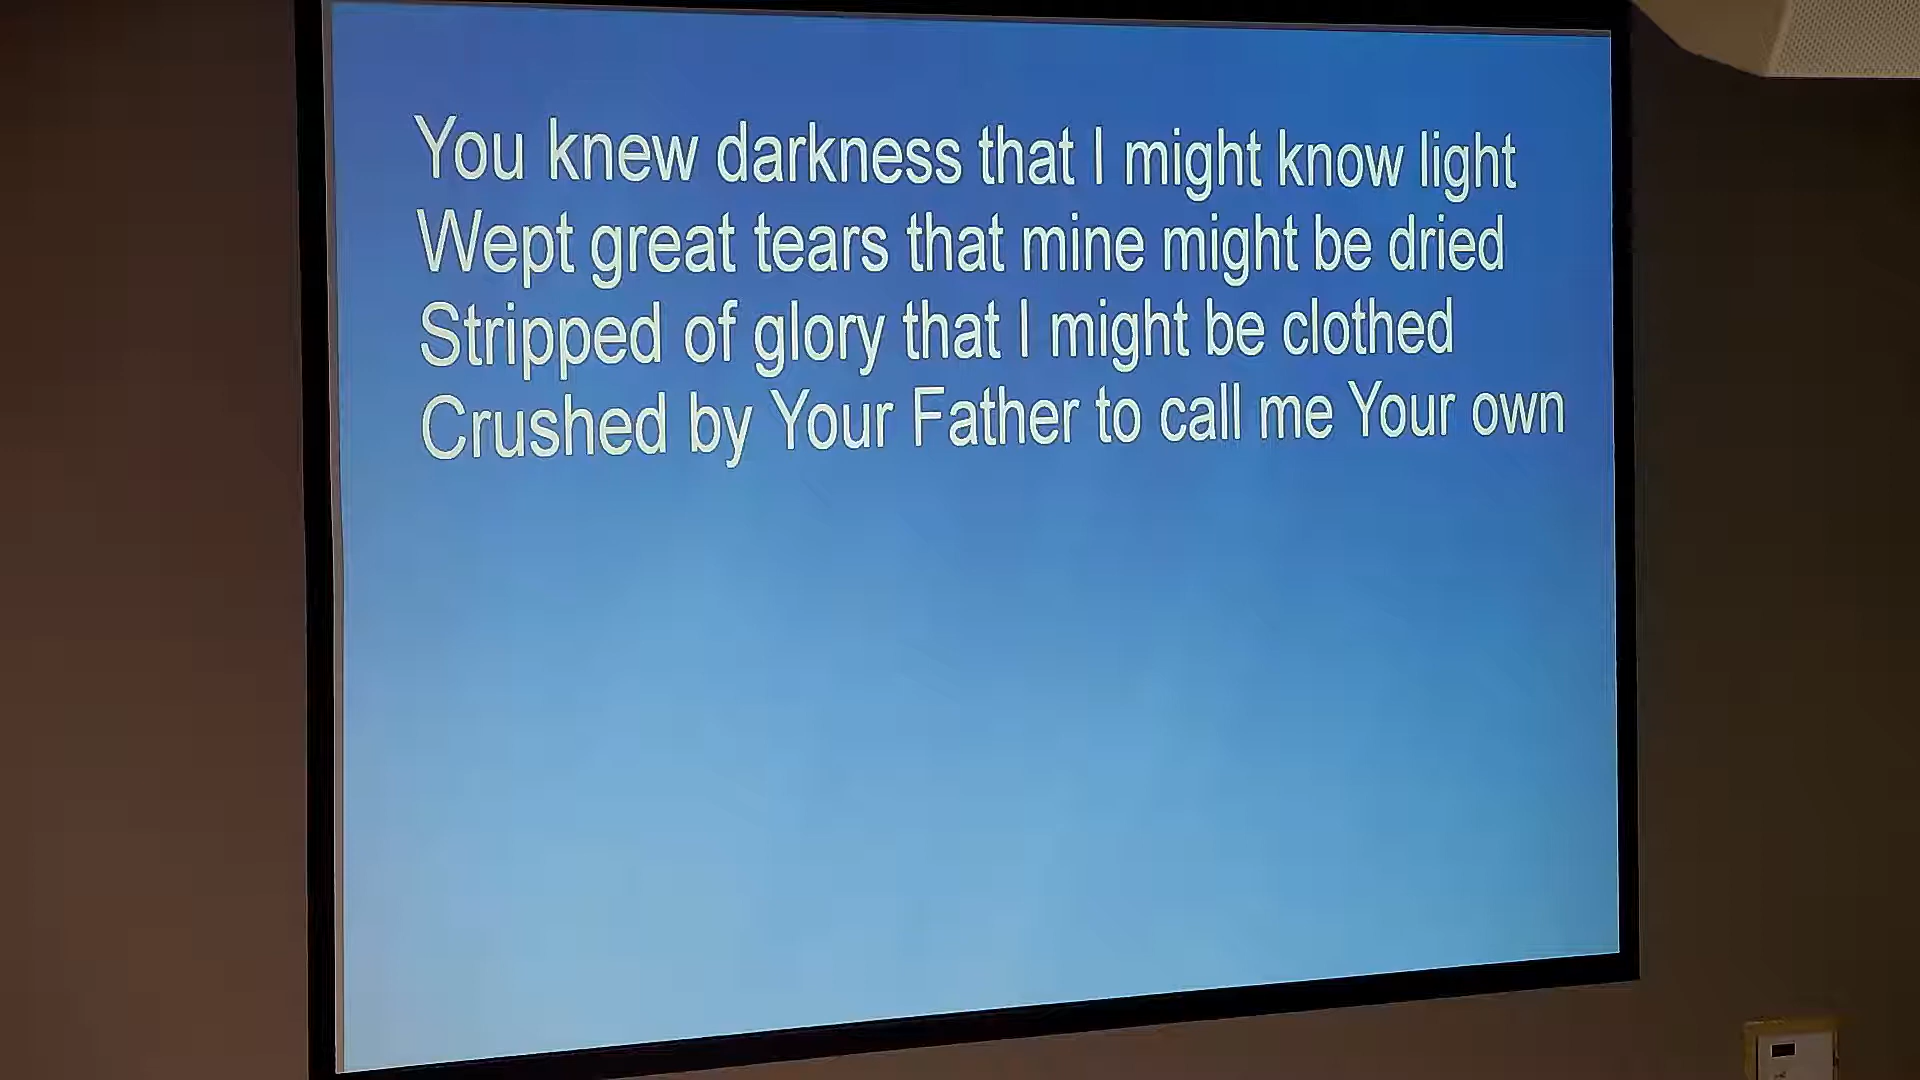 You knew darkness that I might know light
Wept great tears that mine might be dried
Stripped of glory that I might be clothed
Crushed by Your Father to call me Your own